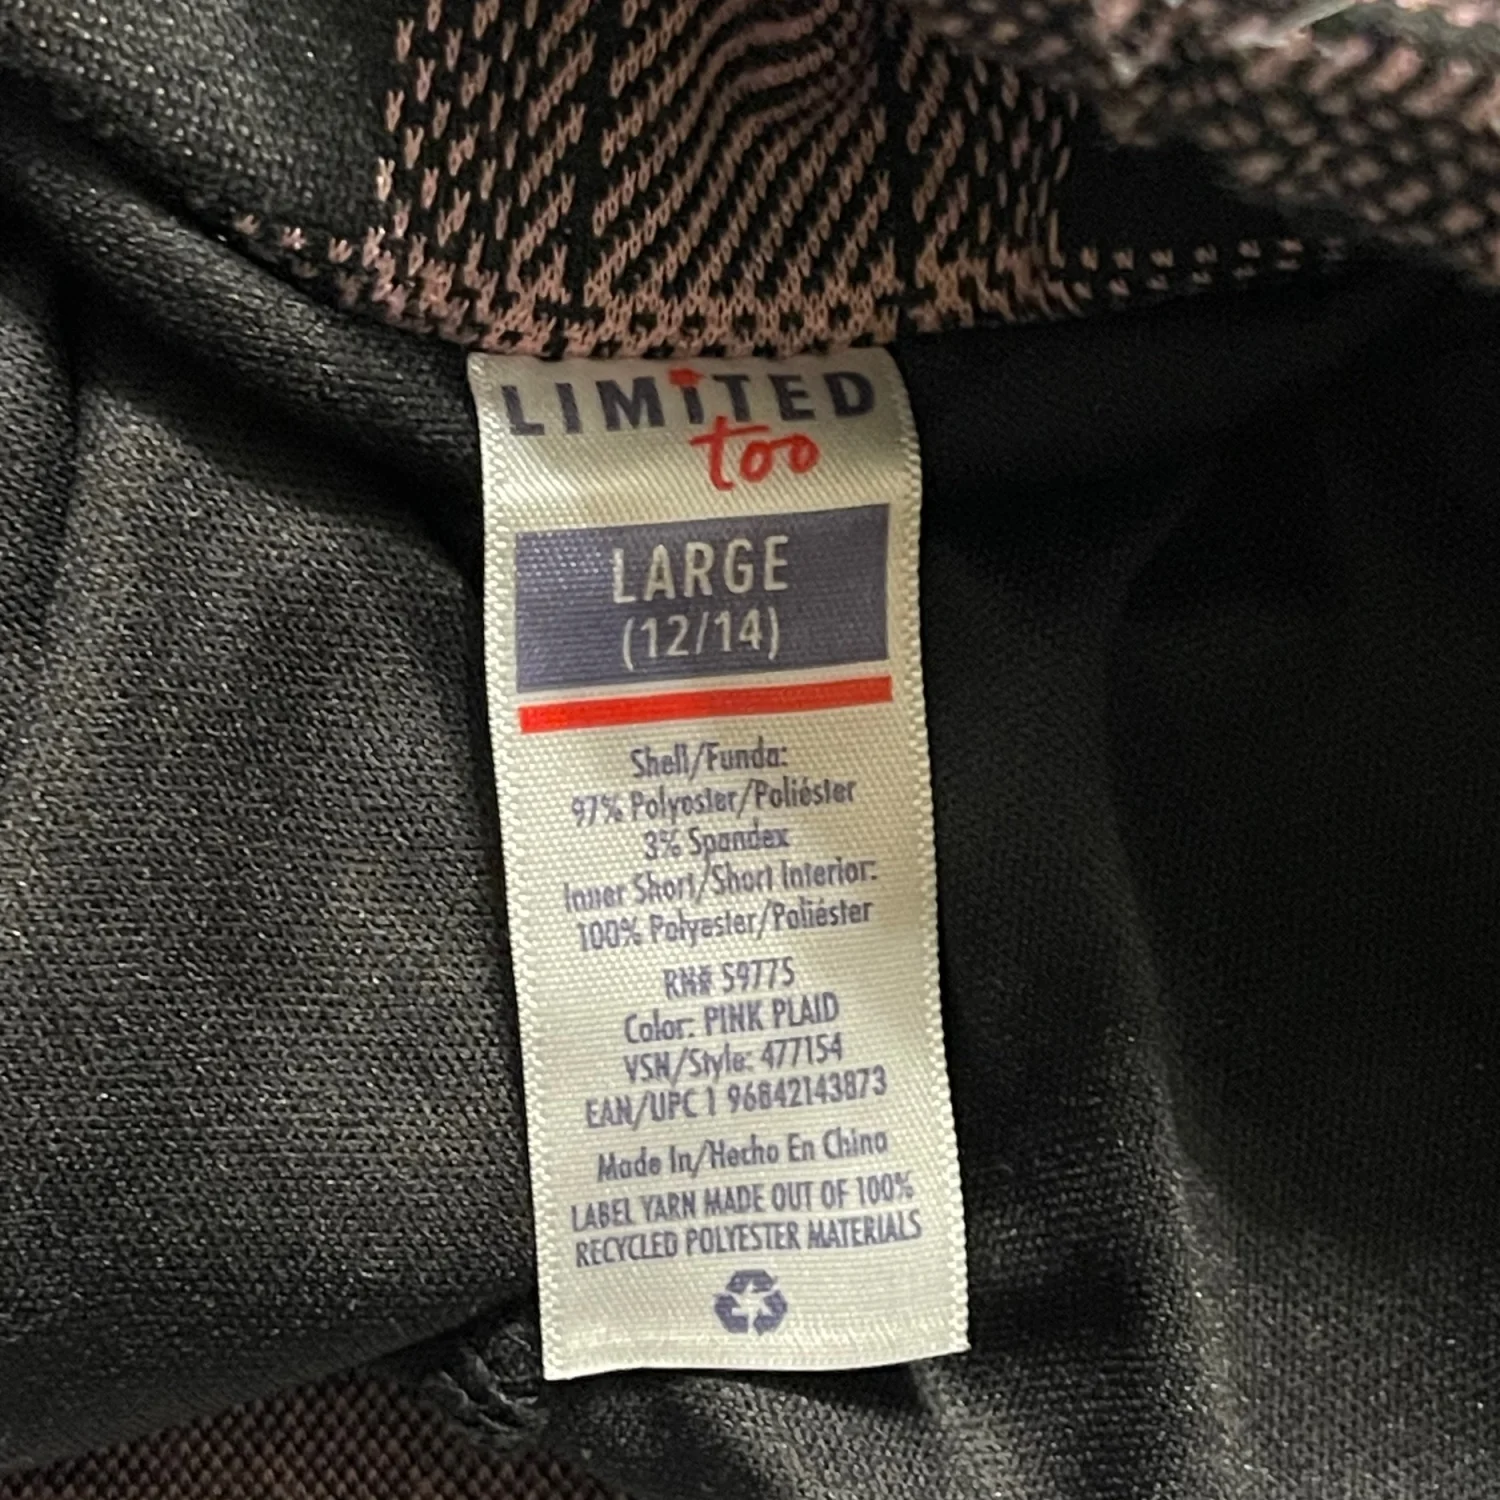 LIMiTED
too
LARGE
(12/14)
Shell/Funda:
97% Polyester/Poliéster
3% Spandex
Inner Short/Short Interior:
100% Polyester/Poliéster
RN# 59775
Color: PINK PLAID
VSN/Style: 477154
EAN/UPC 1 96842143873
Made In/Hecho En China
LABEL YARN MADE OUT OF 100%
RECYCLED POLYESTER MATERIALS